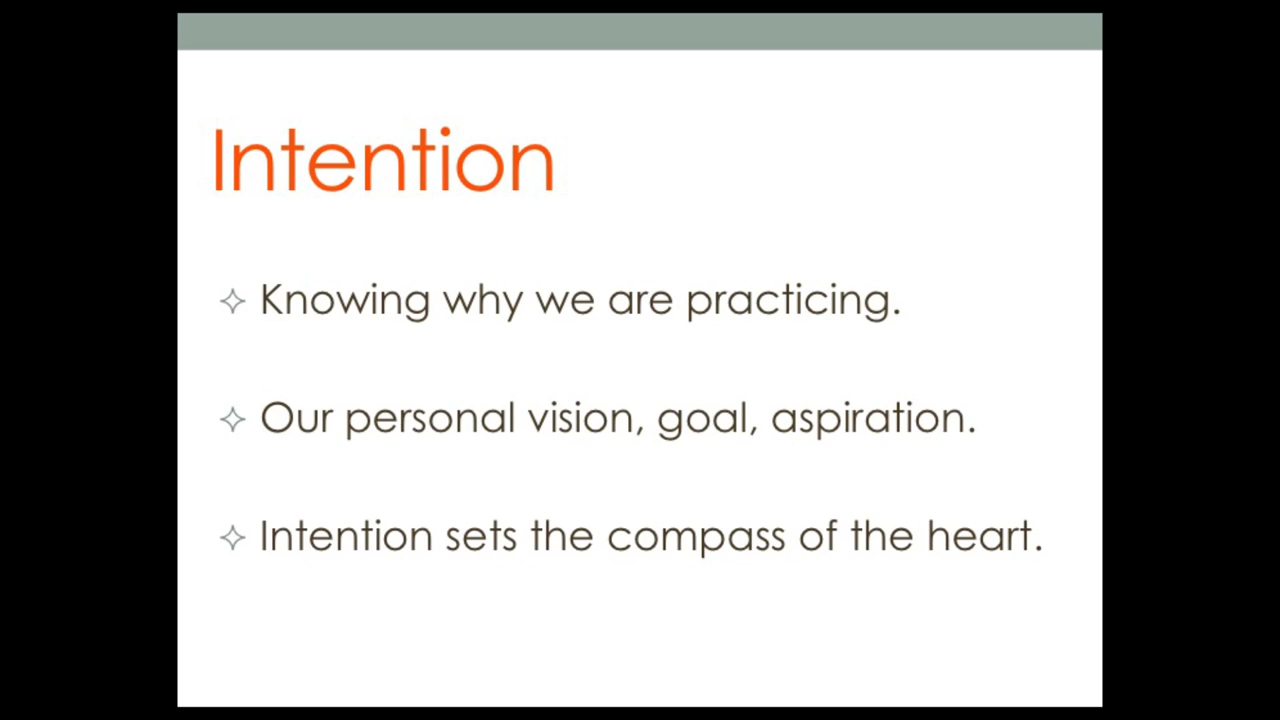 Intention
Knowing why we are practicing.
Our personal vision, goal, aspiration.
Intention sets the compass of the heart.